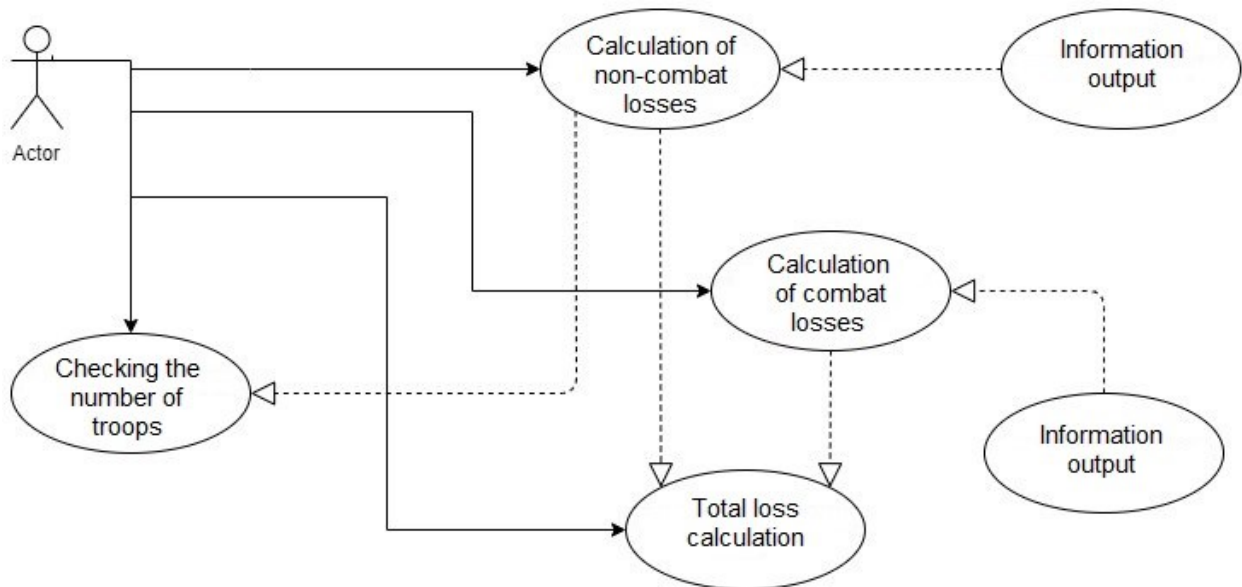 Actor
Calculation of
non-combat
losses
Information
output
Calculation
of combat
losses
Checking the
number of
troops
Information
output
Total loss
calculation